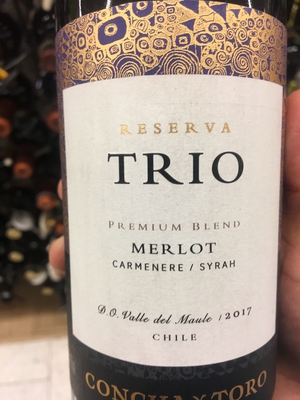 RESERVA
TRIO
PREMIUM BLEND
MERLOT
CARMENERE / SYRAH
D.O. Valle del Maule / 2017
CHILE
CONCHA Y TORO